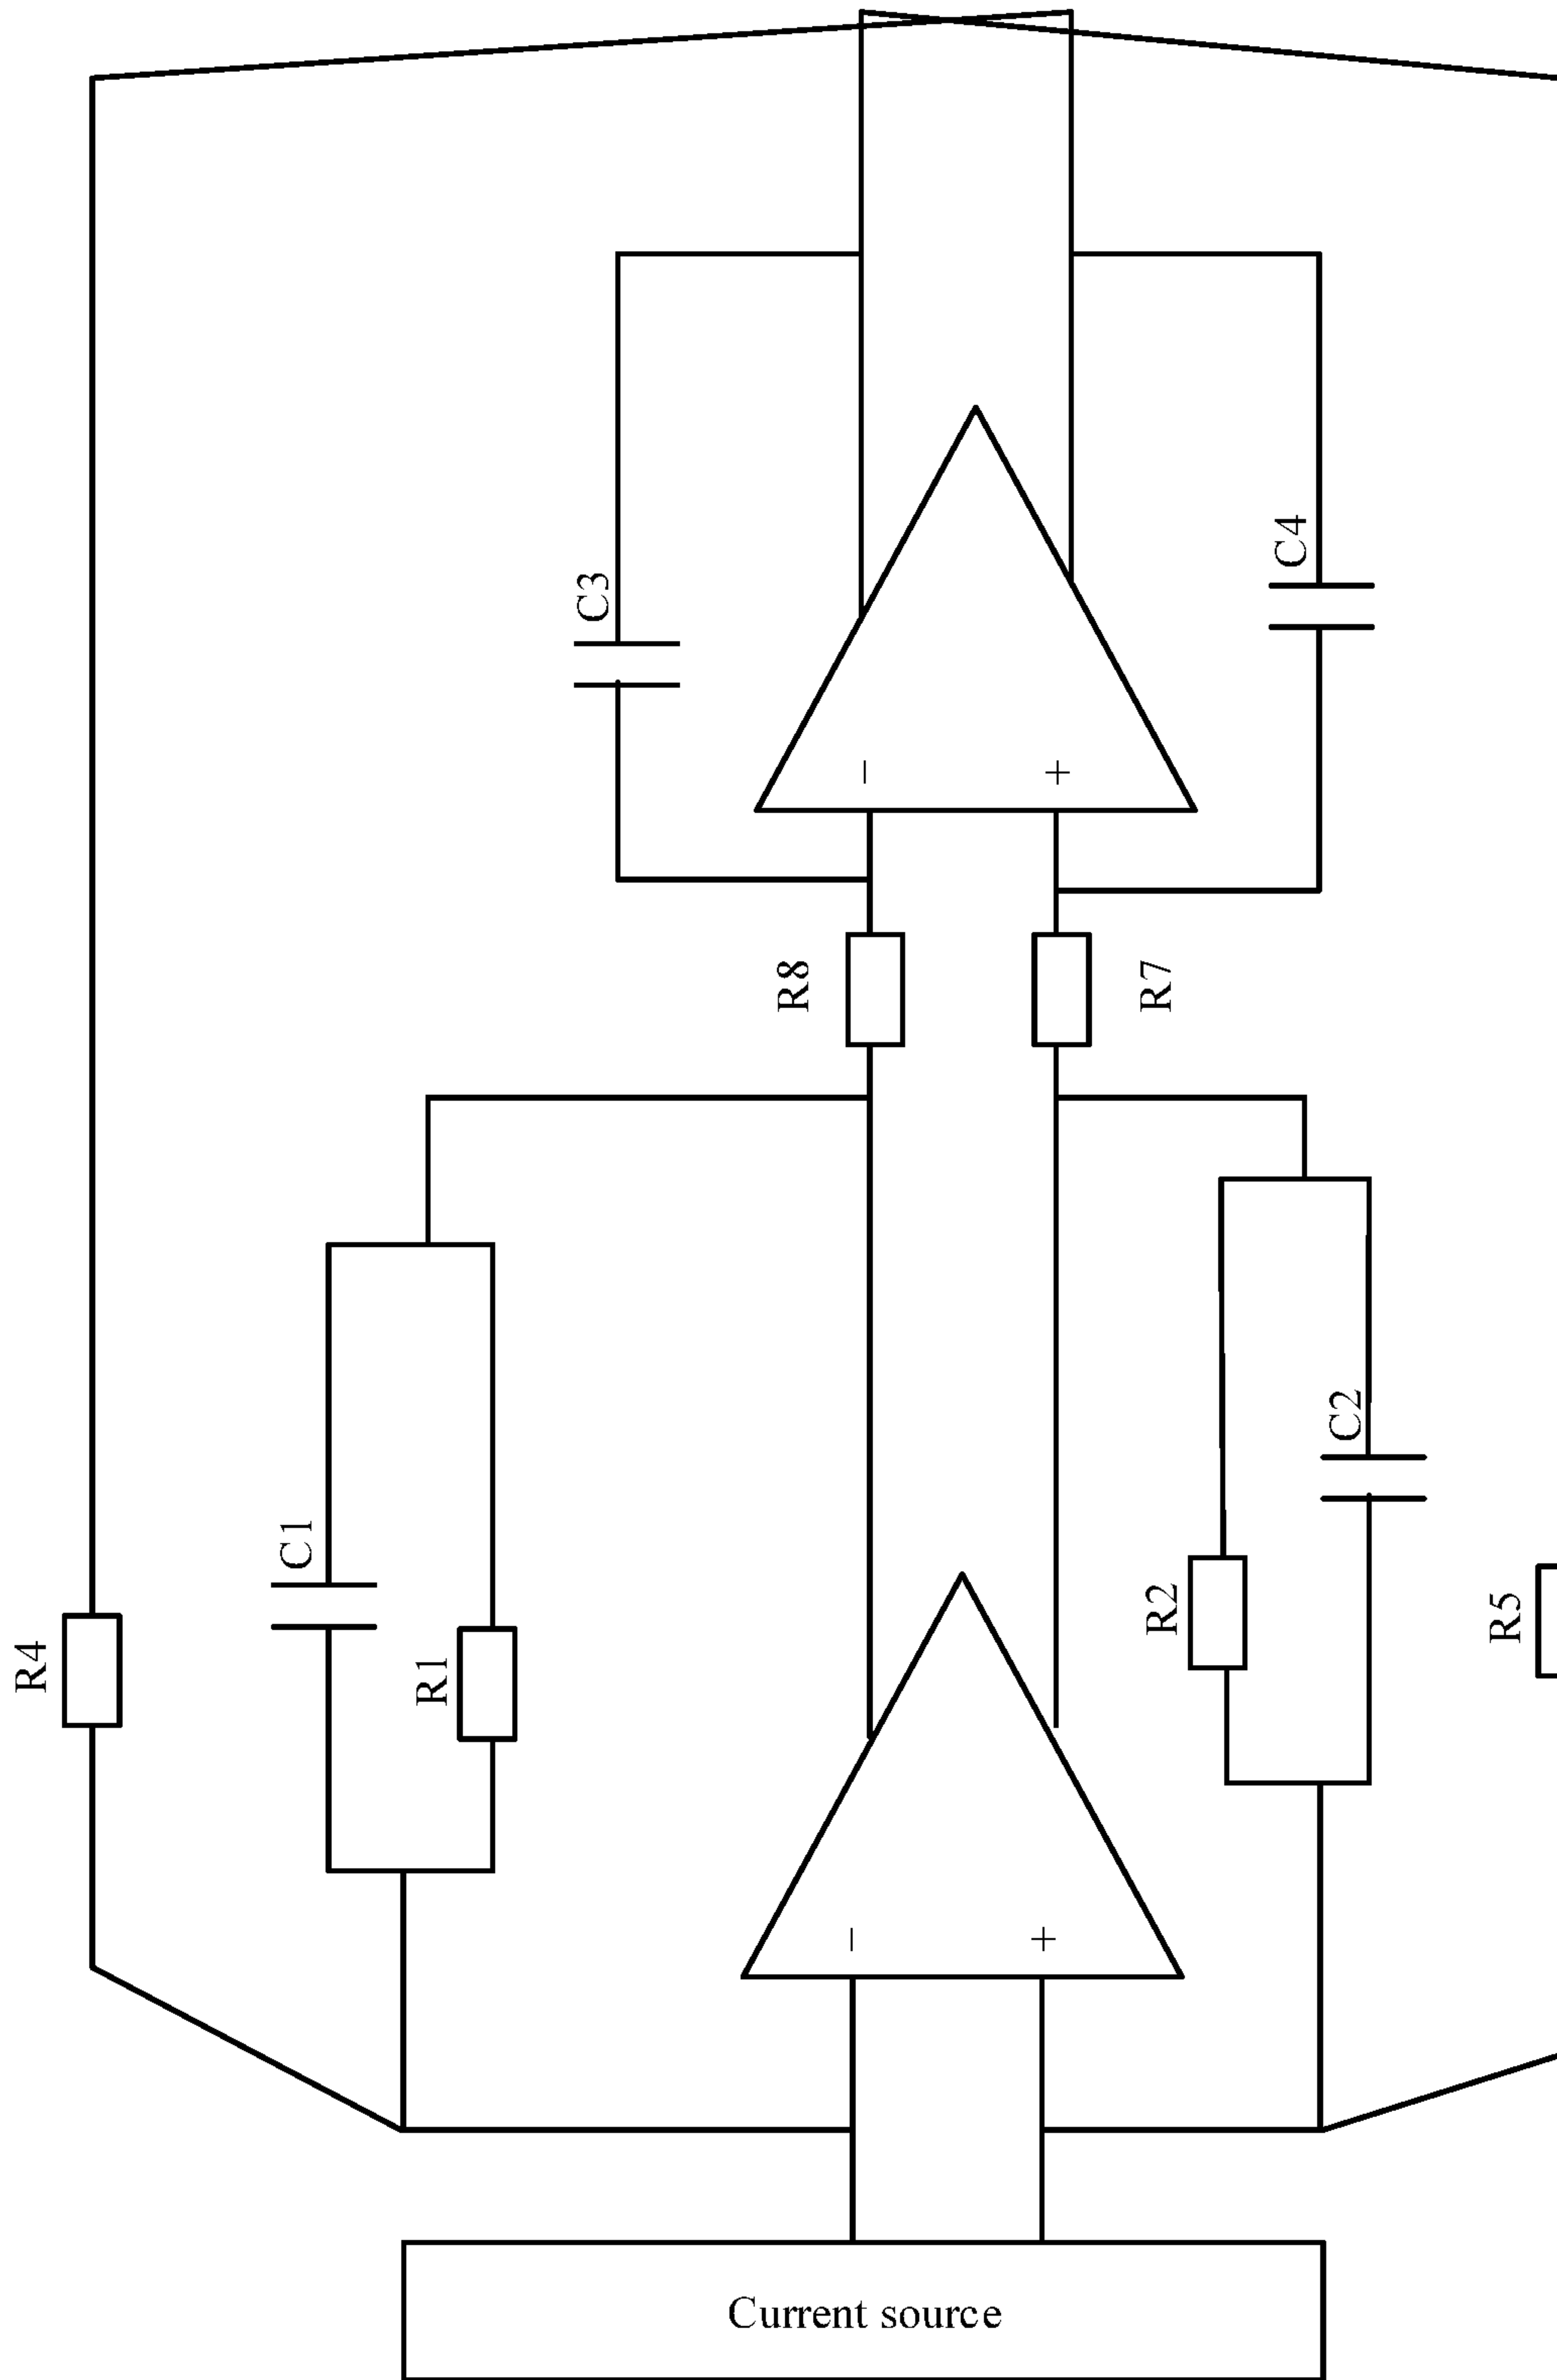 C3
C4
−
+
R8
R7
C2
C1
R4
R1
R2
R5
−
+
Current source